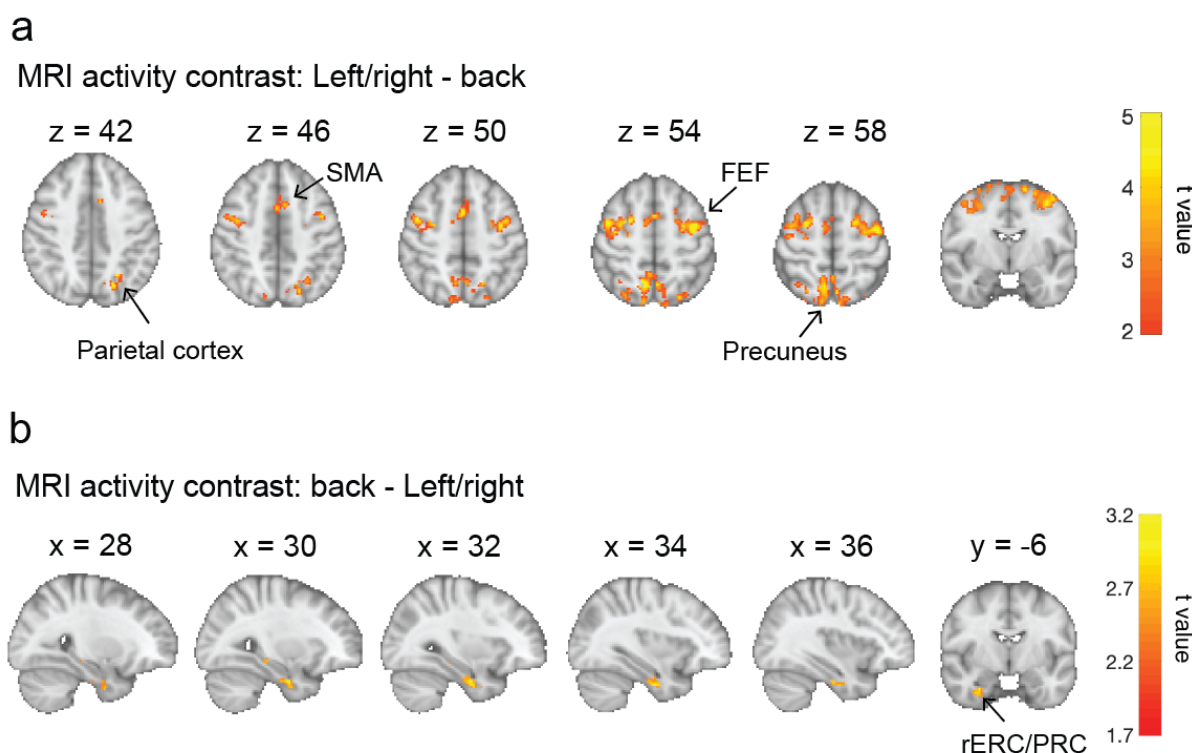 a
MRI activity contrast: Left/right - back
z = 42 z = 46 z = 50 z = 54 z = 58
SMA
FEF
Parietal cortex
Precuneus
5
4
3
2
t value
b
MRI activity contrast: back - Left/right
x = 28 x = 30 x = 32 x = 34 x = 36 y = -6
3.2
2.7
2.2
1.7
t value
rERC/PRC